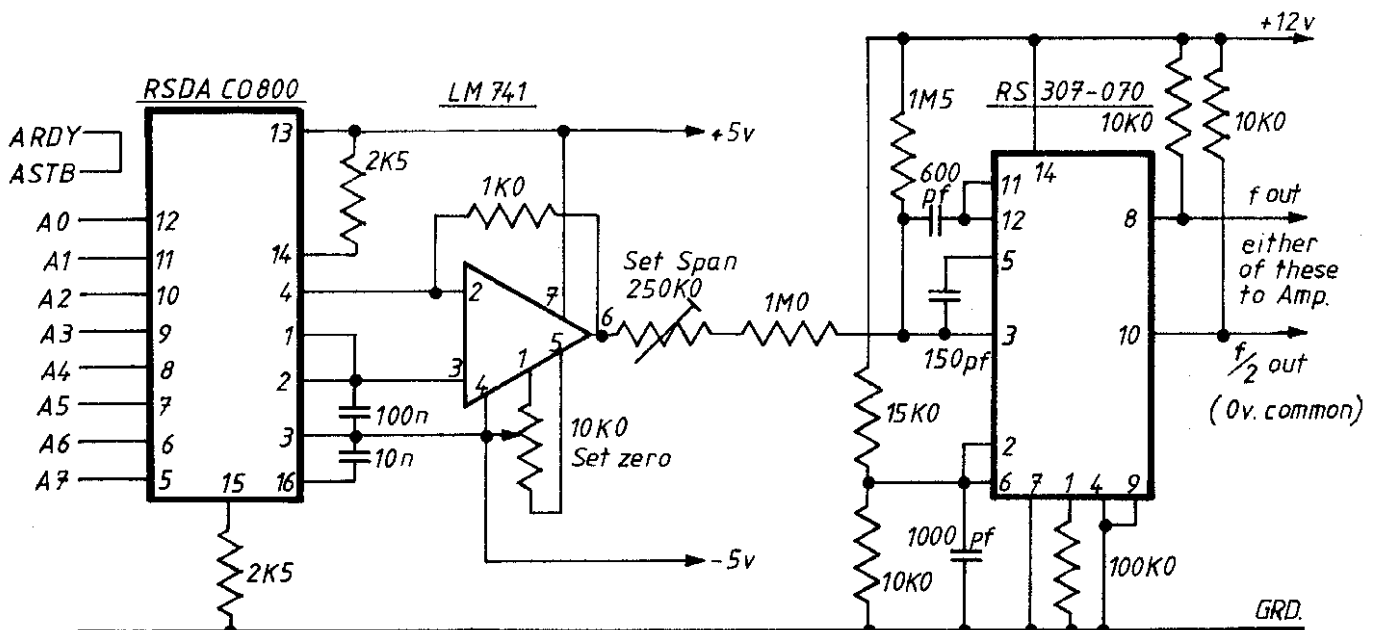 +12v
RSDA CO800
LM741
RS 307-070
1M5
10K0
10K0
ARDY
ASTB
13
+5v
2K5
14
11
14
600
pf
1K0
12
8
f out
A0
12
A1
11
14
5
either
of these
to Amp.
Set Span
250K0
A2
10
4
2
7
1M0
A3
9
1
6
3
10
150pf
5
f/2 out
A4
8
2
3
1
4
(0v. common)
A5
7
100n
15K0
A6
6
3
10K0
Set zero
2
A7
5
10n
16
15
6
7
1
4
9
1000 pf
2K5
-5v
10K0
100K0
GRD.